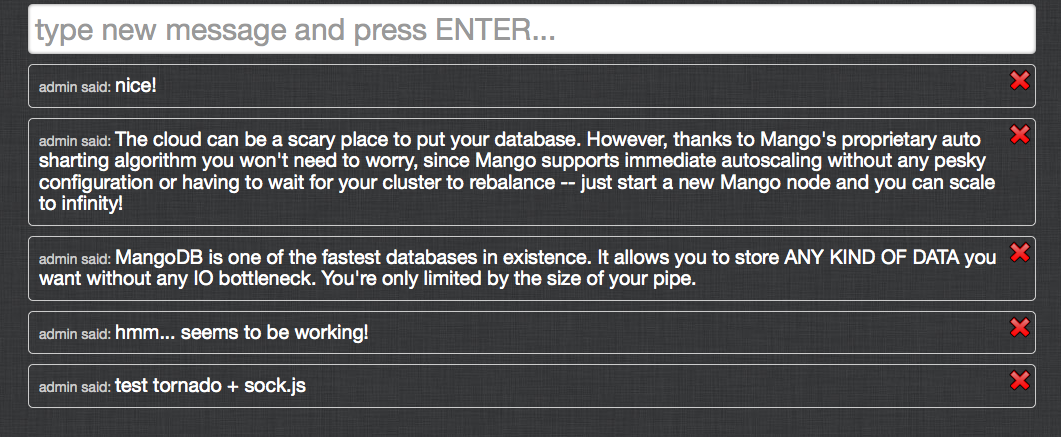 type new message and press ENTER...
admin said: nice!
admin said: The cloud can be a scary place to put your database. However, thanks to Mango's proprietary auto
sharting algorithm you won't need to worry, since Mango supports immediate autoscaling without any pesky
configuration or having to wait for your cluster to rebalance -- just start a new Mango node and you can scale
to infinity!
admin said: MangoDB is one of the fastest databases in existence. It allows you to store ANY KIND OF DATA you
want without any IO bottleneck. You're only limited by the size of your pipe.
admin said: hmm... seems to be working!
admin said: test tornado + sock.js